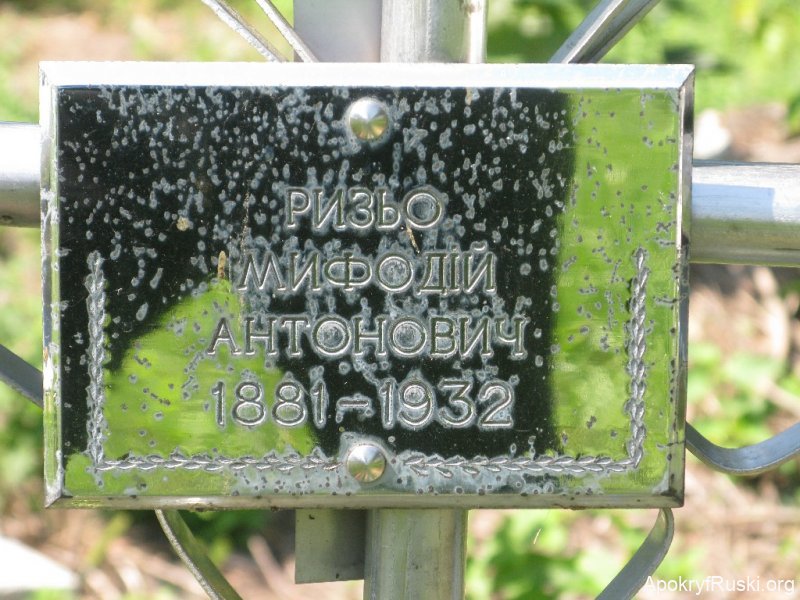 РИЗЬО
МИФОДІЙ
АНТОНОВИЧ
1881-1932
ApokryfRuski.org